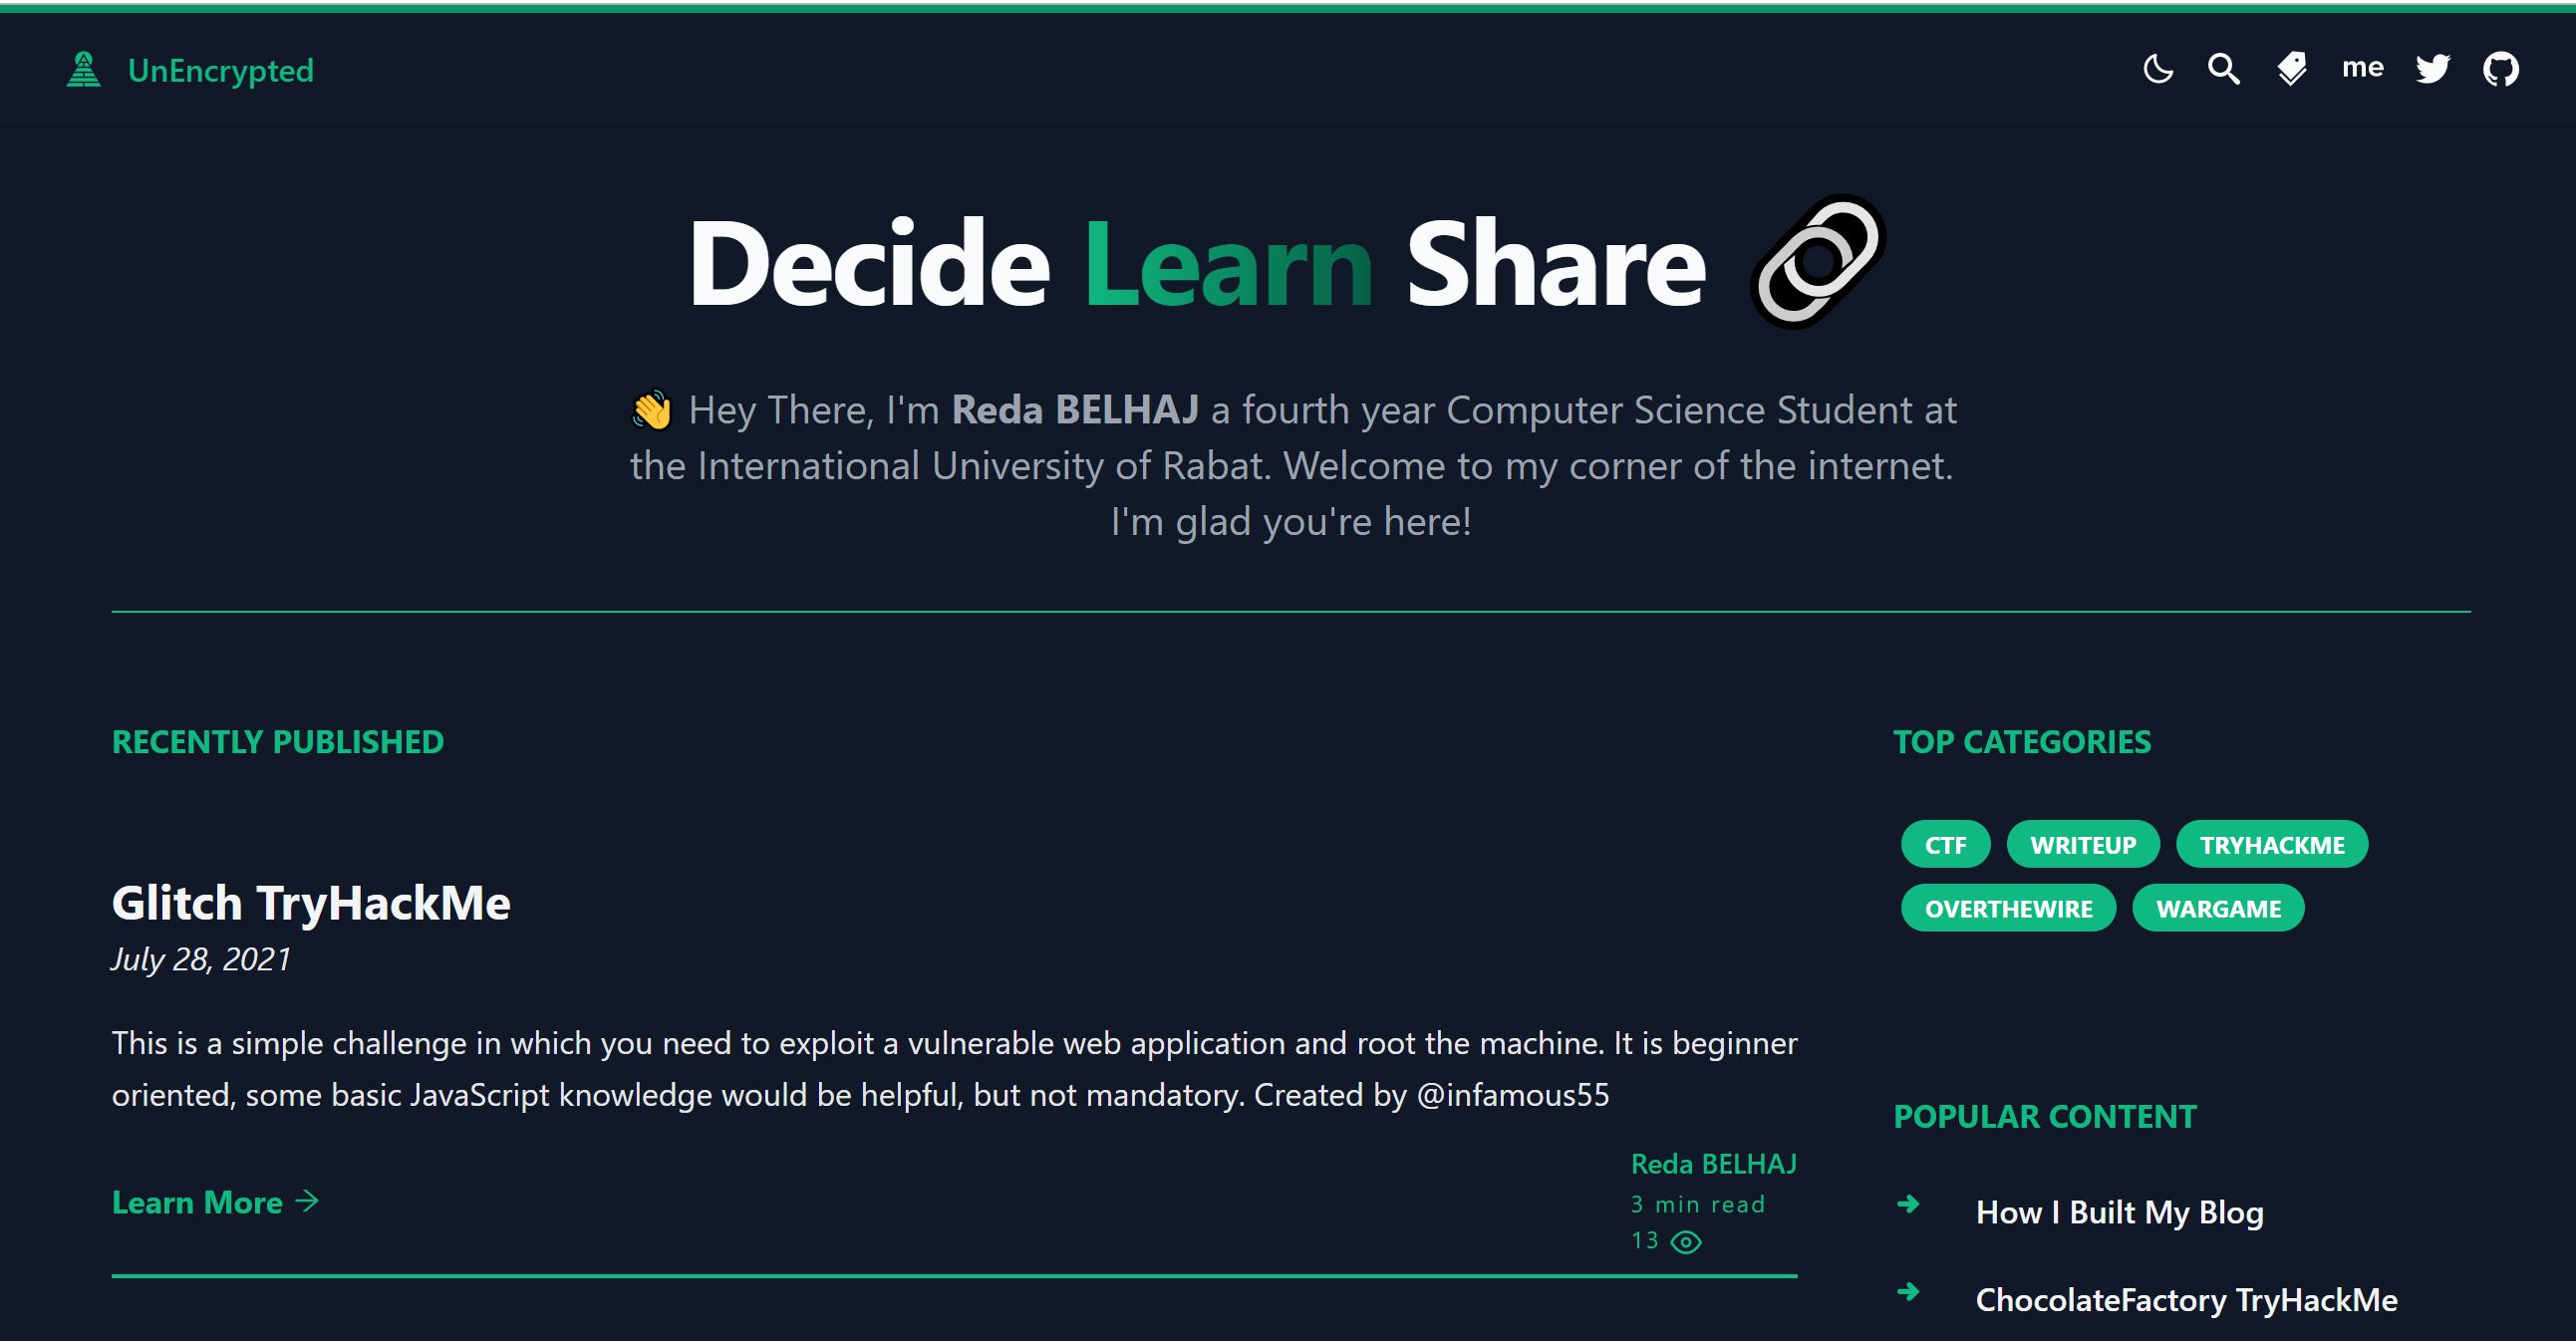 UnEncrypted
me
Decide Learn Share
👋 Hey There, I'm Reda BELHAJ a fourth year Computer Science Student at
the International University of Rabat. Welcome to my corner of the internet.
I'm glad you're here!
RECENTLY PUBLISHED
Glitch TryHackMe
July 28, 2021
This is a simple challenge in which you need to exploit a vulnerable web application and root the machine. It is beginner
oriented, some basic JavaScript knowledge would be helpful, but not mandatory. Created by @infamous55
Learn More →
Reda BELHAJ
3 min read
13
TOP CATEGORIES
CTF WRITEUP TRYHACKME
OVERTHEWIRE WARGAME
POPULAR CONTENT
How I Built My Blog
ChocolateFactory TryHackMe